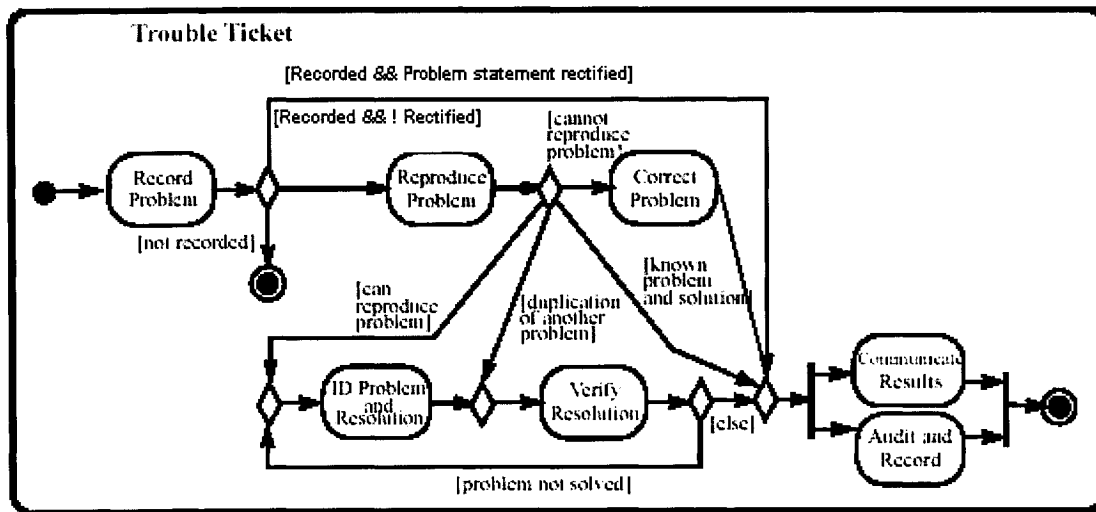 Trouble Ticket
[Recorded && Problem statement rectified]
[Recorded && ! Rectified]
[cannot
reproduce
problem]
Record
Problem
Reproduce
Problem
Correct
Problem
[not recorded]
[can
reproduce
problem]
[duplication
of another
problem]
[known
problem
and solution]
ID Problem
and
Resolution
Verify
Resolution
[else]
Communicate
Results
Audit and
Record
[problem not solved]